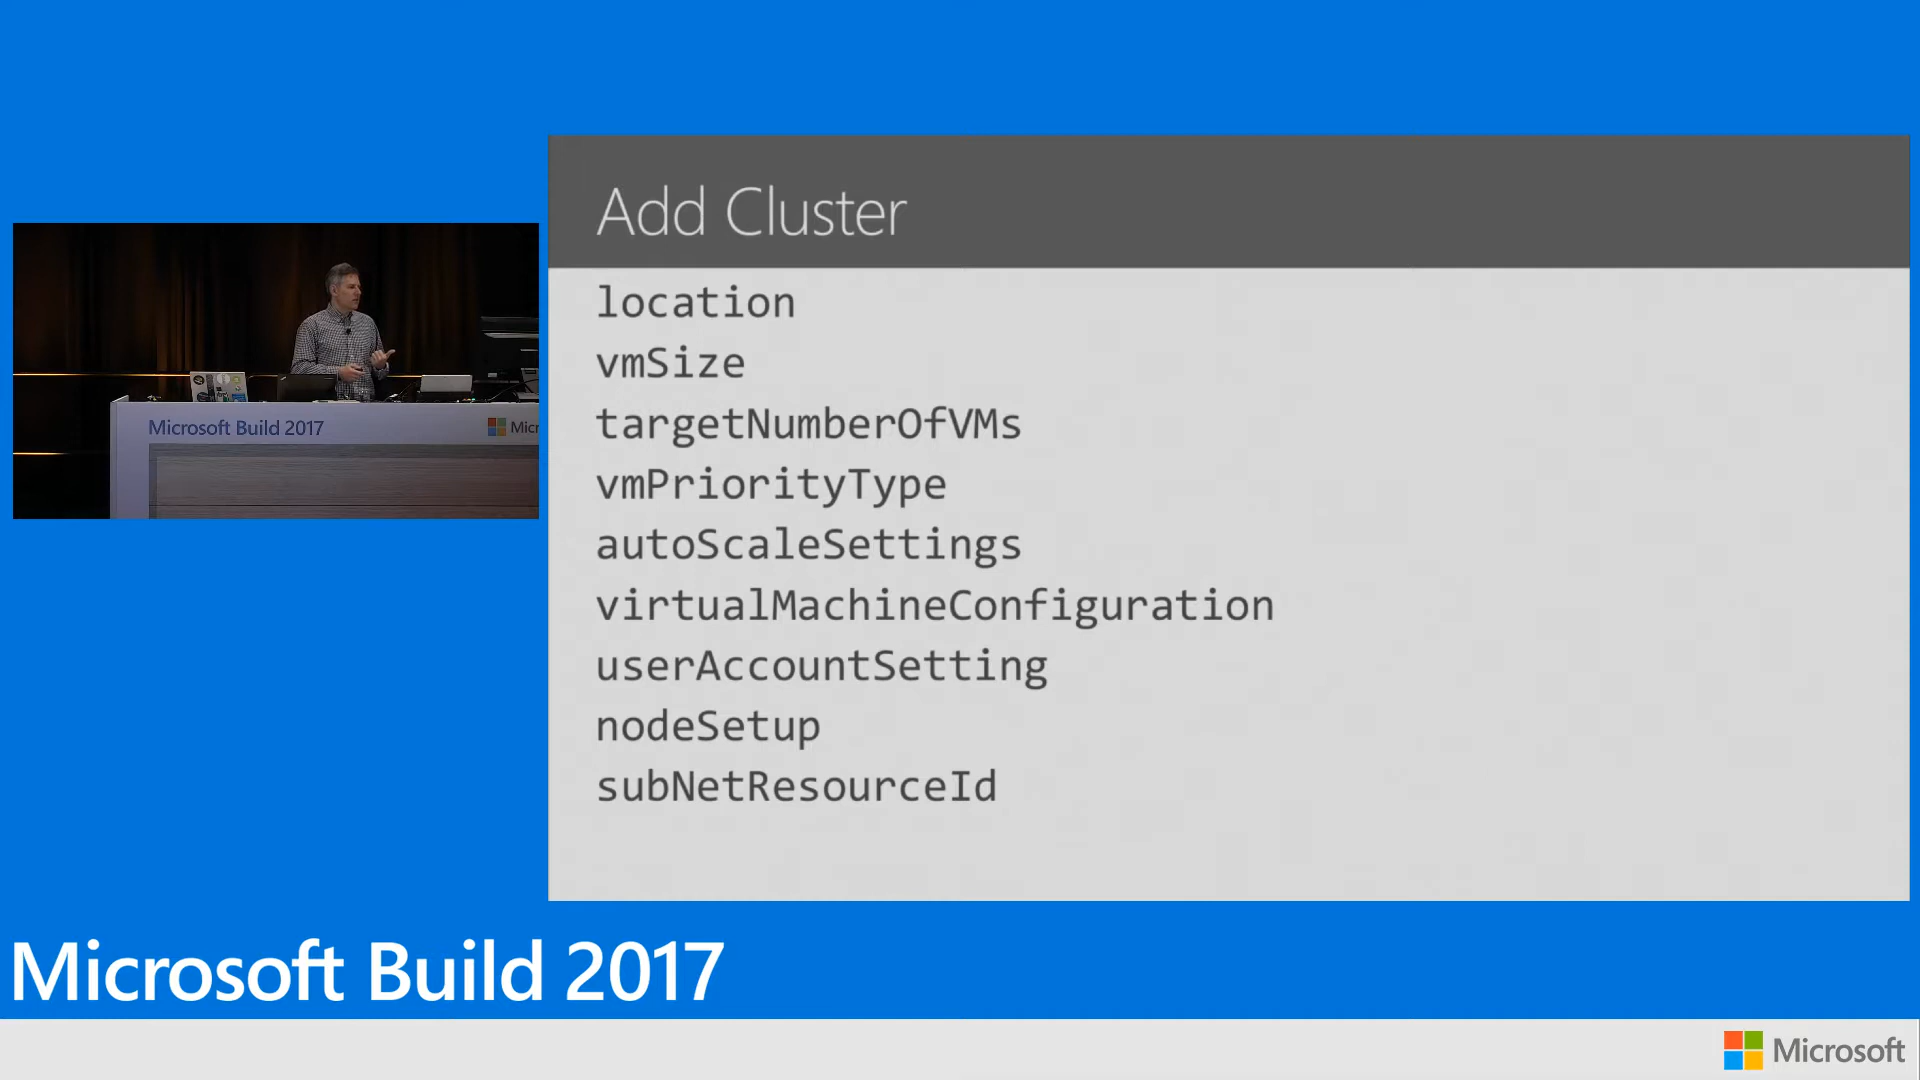 Add Cluster
location
vmSize
targetNumberOfVMs
vmPriorityType
autoScaleSettings
virtualMachineConfiguration
userAccountSetting
nodeSetup
subNetResourceId
Microsoft Build 2017
Micr
Microsoft Build 2017
Microsoft